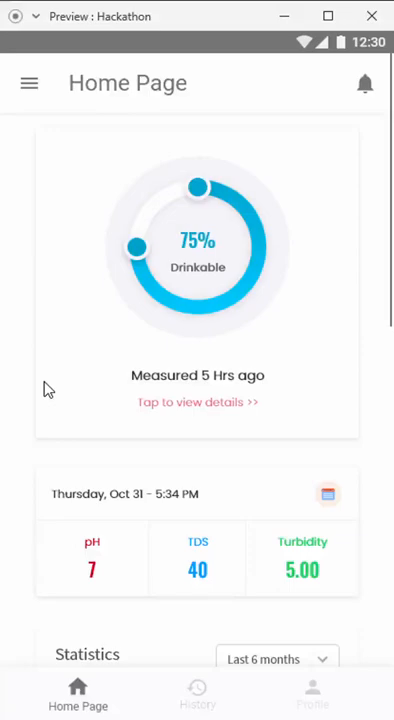 Preview : Hackathon
12:30
Home Page
75%
Drinkable
Measured 5 Hrs ago
Tap to view details >>
Thursday, Oct 31 - 5:34 PM
pH TDS Turbidity
7 40 5.00
Statistics
Last 6 months
Home Page History Profile